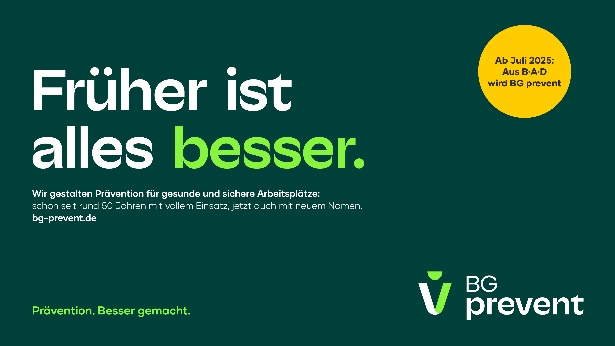 Früher ist
alles besser.
Ab Juli 2025:
Aus B·A·D
wird BG prevent
Wir gestalten Prävention für gesunde und sichere Arbeitsplätze:
schon seit rund 50 Jahren mit vollem Einsatz, jetzt auch mit neuem Namen.
bg-prevent.de
Prävention. Besser gemacht.
BG
prevent